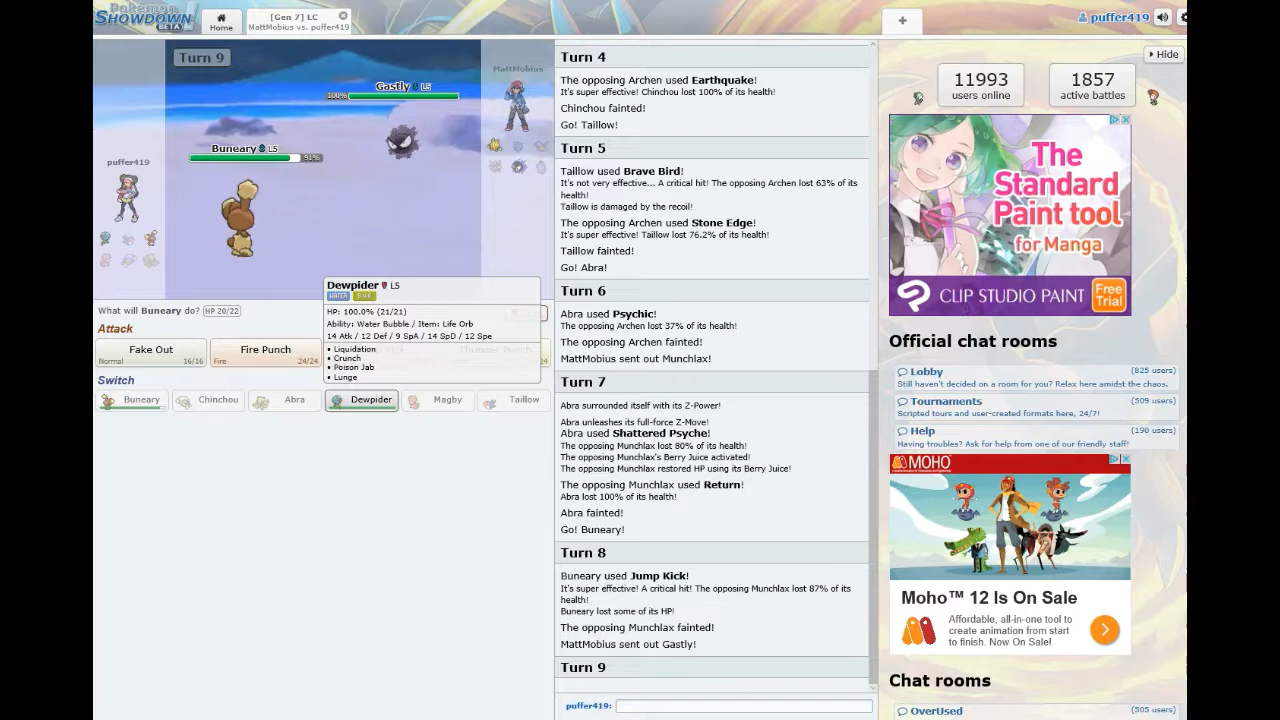 Pokémon
SHOWDOWN
BETA
Home
[Gen 7] LC
MattMobius vs. puffer419
+
puffer419
Turn 9
Gastly L5
100%
MattMobius
Buneary L5
91%
puffer419
What will Buneary do? HP 20/22
Attack
Fake Out
Normal 16/16
Fire Punch
Fire 24/24
Switch
Buneary
Chinchou
Abra
Dewpider
Magby
Taillow
Dewpider L5
WATER BUG
HP: 100.0% (21/21)
Ability: Water Bubble / Item: Life Orb
14 Atk / 12 Def / 9 SpA / 14 SpD / 12 Spe
• Liquidation
• Crunch
• Poison Jab
• Lunge
Turn 4
The opposing Archen used Earthquake!
It's super effective! Chinchou lost 100% of its health!
Chinchou fainted!
Go! Taillow!
Turn 5
Taillow used Brave Bird!
It's not very effective... A critical hit! The opposing Archen lost 63% of its
health!
Taillow is damaged by the recoil!
The opposing Archen used Stone Edge!
It's super effective! Taillow lost 76.2% of its health!
Taillow fainted!
Go! Abra!
Turn 6
Abra used Psychic!
The opposing Archen lost 37% of its health!
The opposing Archen fainted!
MattMobius sent out Munchlax!
Turn 7
Abra surrounded itself with its Z-Power!
Abra unleashes its full-force Z-Move!
Abra used Shattered Psyche!
The opposing Munchlax lost 80% of its health!
The opposing Munchlax's Berry Juice activated!
The opposing Munchlax restored HP using its Berry Juice!
The opposing Munchlax used Return!
Abra lost 100% of its health!
Abra fainted!
Go! Buneary!
Turn 8
Buneary used Jump Kick!
It's super effective! A critical hit! The opposing Munchlax lost 87% of its
health!
Buneary lost some of its HP!
The opposing Munchlax fainted!
MattMobius sent out Gastly!
Turn 9
puffer419:
Hide
11993
users online
1857
active battles
The
Standard
Paint tool
for Manga
CLIP STUDIO PAINT
Free
Trial
Official chat rooms
Lobby (825 users)
Still haven't decided on a room for you? Relax here amidst the chaos.
Tournaments (509 users)
Scripted tours and user-created formats here, 24/7!
Help (190 users)
Having troubles? Ask for help from one of our friendly staff!
MOHO
Moho™ 12 Is On Sale
Affordable, all-in-one tool to
create animation from start
to finish. Now On Sale!
Chat rooms
OverUsed (505 users)